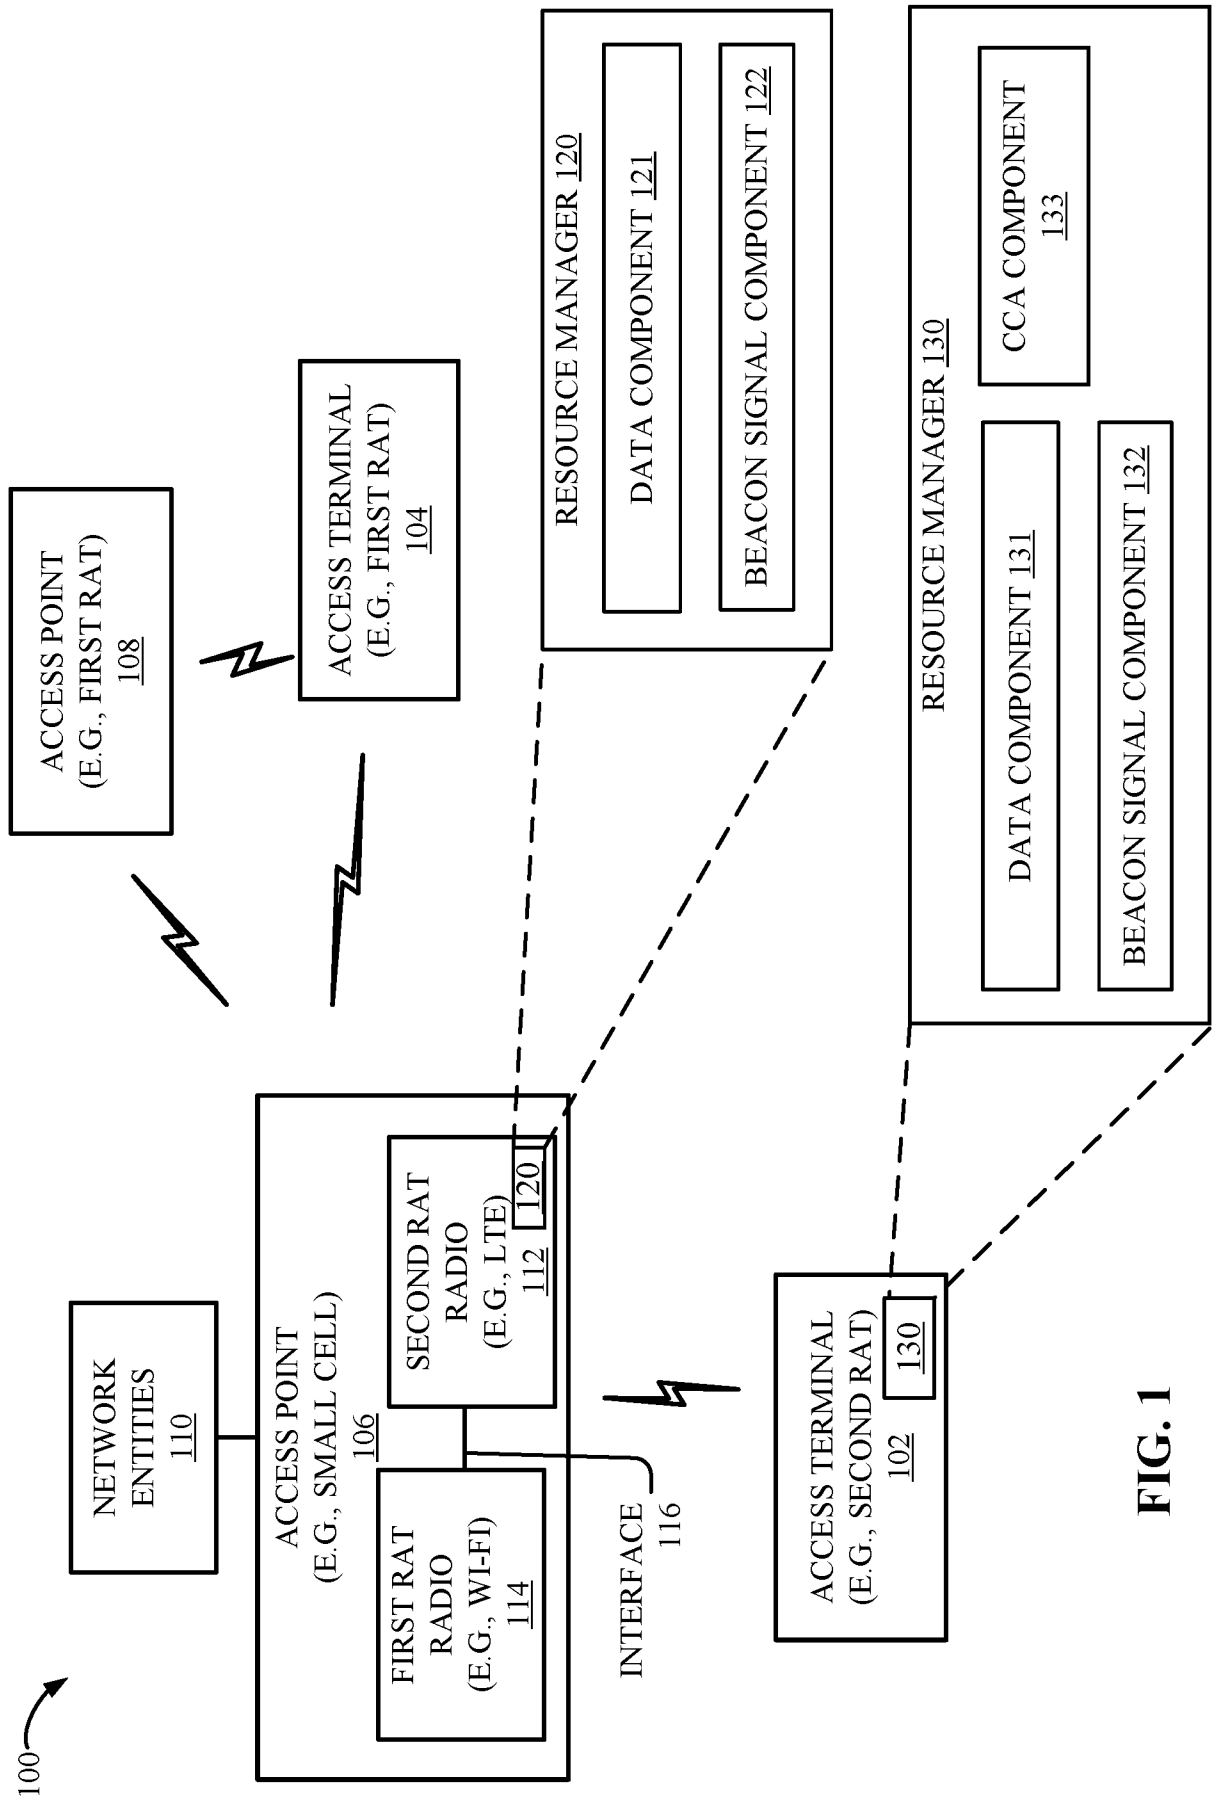 100
NETWORK
ENTITIES
110
ACCESS POINT
(E.G., SMALL CELL)
106
FIRST RAT
RADIO
(E.G., WI-FI)
114
SECOND RAT
RADIO
(E.G., LTE)
112
120
INTERFACE
116
ACCESS POINT
(E.G., FIRST RAT)
108
ACCESS TERMINAL
(E.G., FIRST RAT)
104
RESOURCE MANAGER 120
DATA COMPONENT 121
BEACON SIGNAL COMPONENT 122
ACCESS TERMINAL
(E.G., SECOND RAT)
102
130
RESOURCE MANAGER 130
DATA COMPONENT 131
BEACON SIGNAL COMPONENT 132
CCA COMPONENT
133
FIG. 1